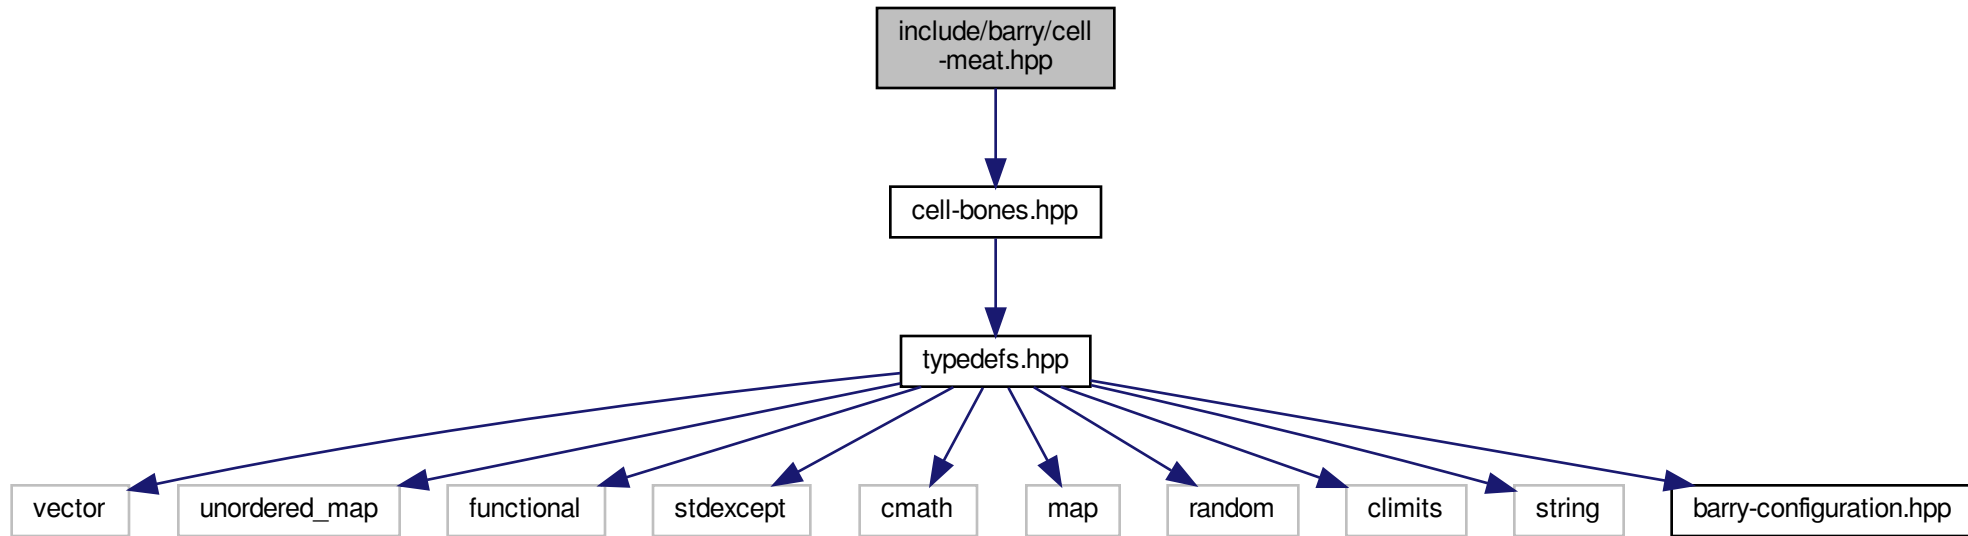 include/barry/cell
-meat.hpp
cell-bones.hpp
typedefs.hpp
vector
unordered_map
functional
stdexcept
cmath
map
random
climits
string
barry-configuration.hpp